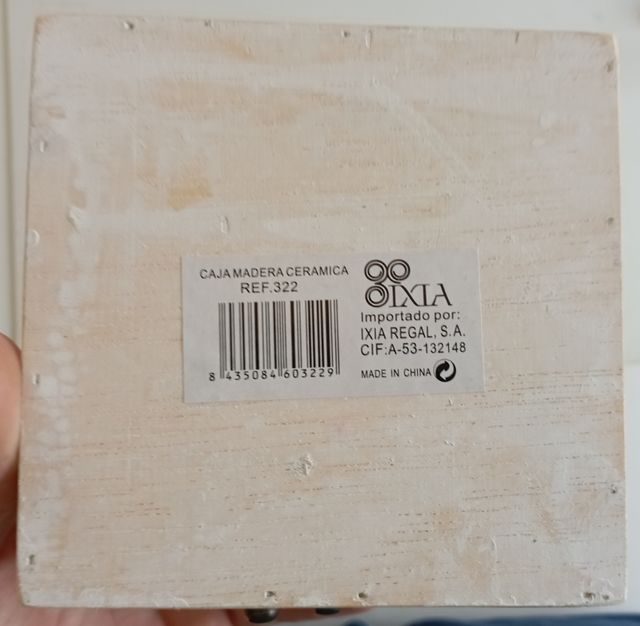 CAJA MADERA CERAMICA
REF.322
8 435084 603229
IXIA
Importado por:
IXIA REGAL, S.A.
CIF:A-53-132148
MADE IN CHINA